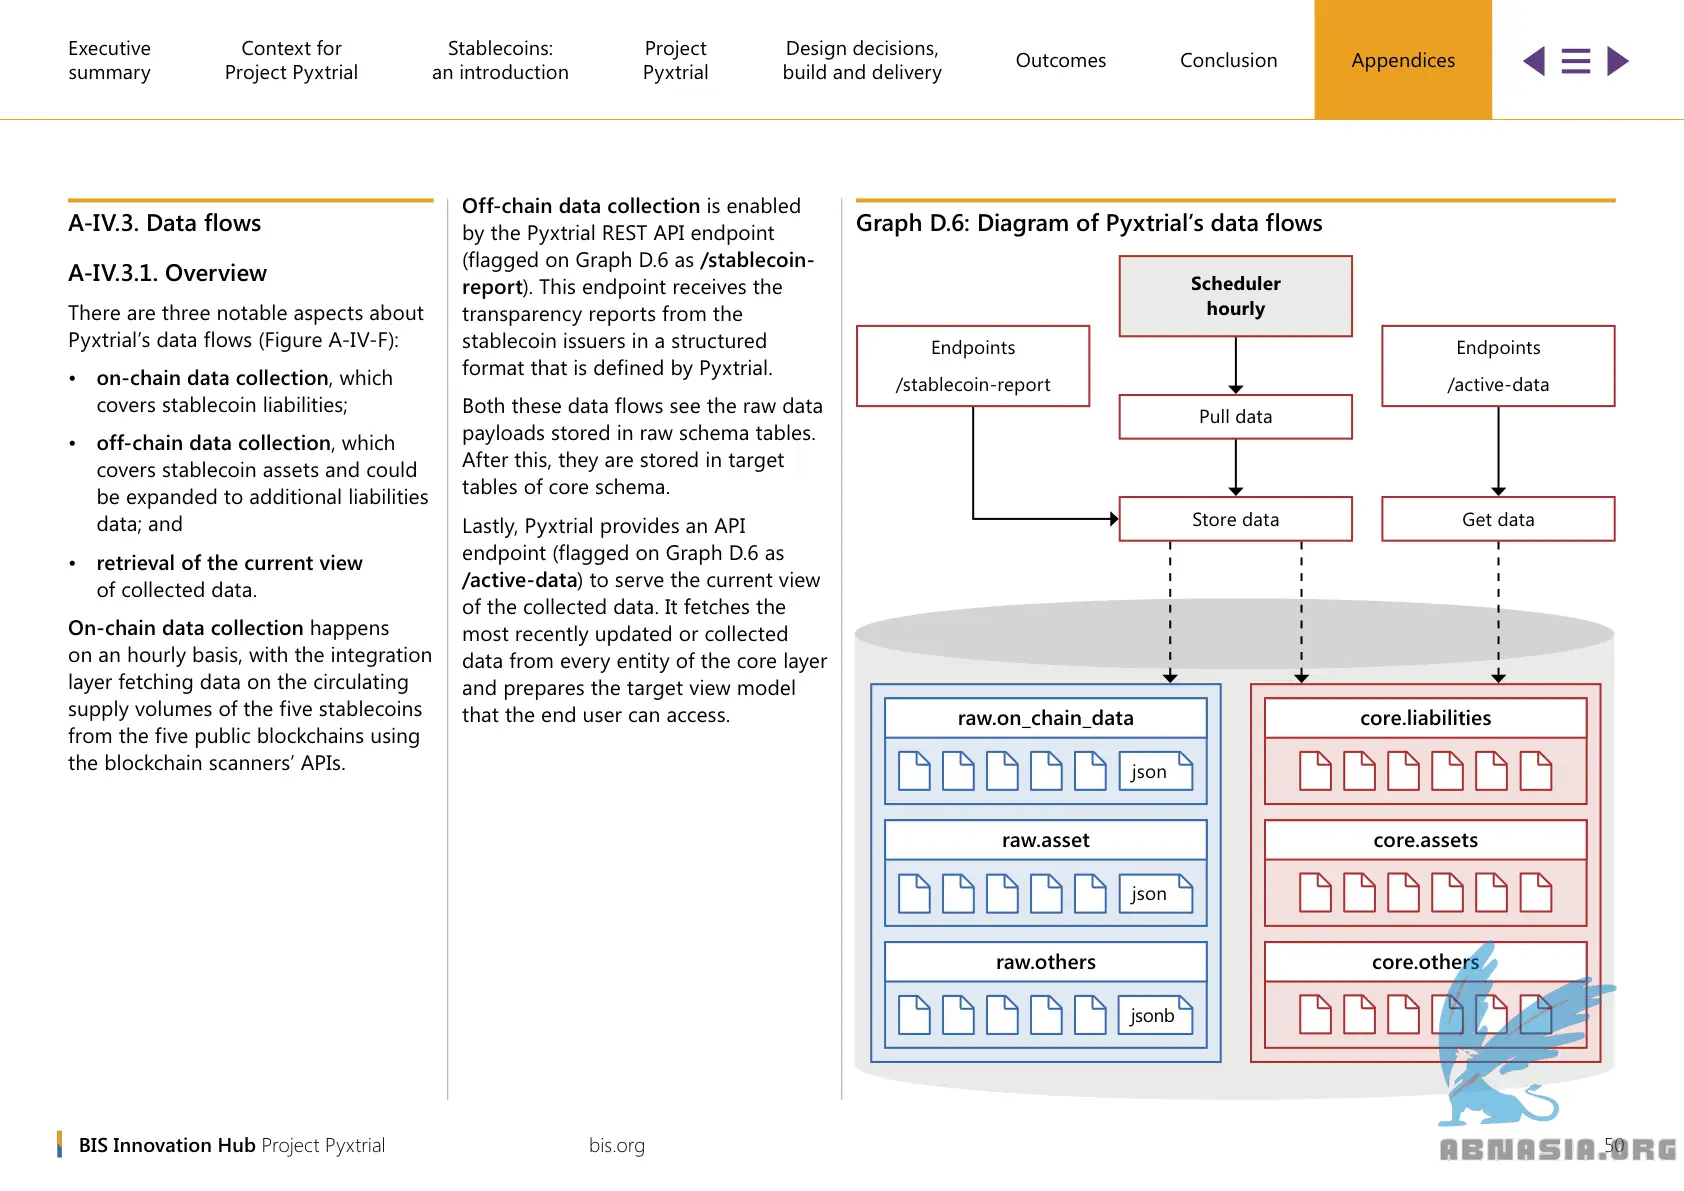 Executive
summary
Context for
Project Pyxtrial
Stablecoins:
an introduction
Project
Pyxtrial
Design decisions,
build and delivery
Outcomes
Conclusion
Appendices
A-IV.3. Data flows
A-IV.3.1. Overview
There are three notable aspects about
Pyxtrial’s data flows (Figure A-IV-F):
• on-chain data collection, which
covers stablecoin liabilities;
• off-chain data collection, which
covers stablecoin assets and could
be expanded to additional liabilities
data; and
• retrieval of the current view
of collected data.
On-chain data collection happens
on an hourly basis, with the integration
layer fetching data on the circulating
supply volumes of the five stablecoins
from the five public blockchains using
the blockchain scanners’ APIs.
Off-chain data collection is enabled
by the Pyxtrial REST API endpoint
(flagged on Graph D.6 as /stablecoin-
report). This endpoint receives the
transparency reports from the
stablecoin issuers in a structured
format that is defined by Pyxtrial.
Both these data flows see the raw data
payloads stored in raw schema tables.
After this, they are stored in target
tables of core schema.
Lastly, Pyxtrial provides an API
endpoint (flagged on Graph D.6 as
/active-data) to serve the current view
of the collected data. It fetches the
most recently updated or collected
data from every entity of the core layer
and prepares the target view model
that the end user can access.
Graph D.6: Diagram of Pyxtrial’s data flows
Scheduler
hourly
Endpoints
/stablecoin-report
Endpoints
/active-data
Pull data
Store data
Get data
raw.on_chain_data
json
raw.asset
json
raw.others
jsonb
core.liabilities
core.assets
core.others
BIS Innovation Hub Project Pyxtrial
bis.org
50
ABNASIA.ORG